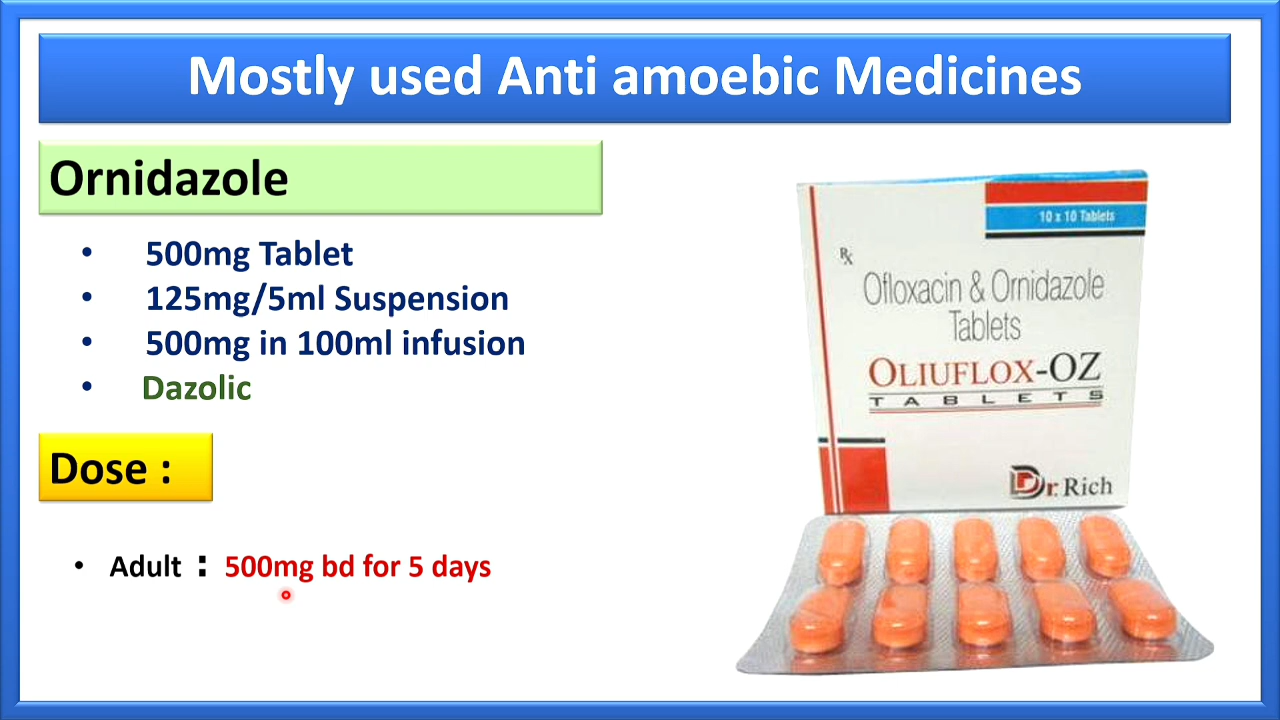 Mostly used Anti amoebic Medicines
Ornidazole
• 500mg Tablet
• 125mg/5ml Suspension
• 500mg in 100ml infusion
• Dazolic
Dose :
• Adult : 500mg bd for 5 days
10 x 10 Tablets
Rx
Ofloxacin & Ornidazole
Tablets
OLIUFLOX-OZ
TABLETS
Dr. Rich